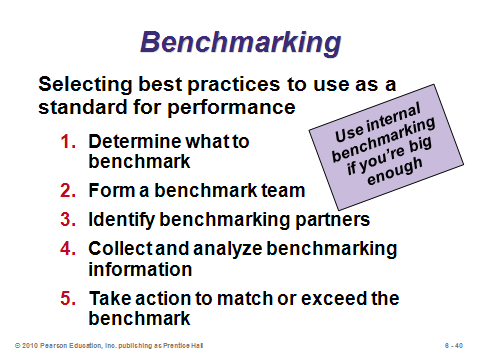 Benchmarking
Selecting best practices to use as a
standard for performance
1. Determine what to
benchmark
2. Form a benchmark team
3. Identify benchmarking partners
4. Collect and analyze benchmarking
information
5. Take action to match or exceed the
benchmark
Use internal
benchmarking
if you're big
enough
© 2010 Pearson Education, Inc. publishing as Prentice Hall
6 - 40